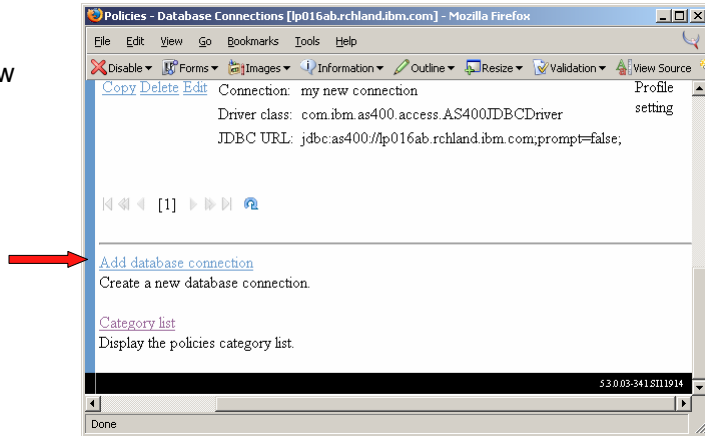 Policies - Database Connections [lp016ab.rchland.ibm.com] - Mozilla Firefox
File Edit View Go Bookmarks Tools Help
Disable Forms Images Information Outline Resize Validation View Source
Copy Delete Edit Connection: my new connection Profile setting
Driver class: com.ibm.as400.access.AS400JDBCDriver
JDBC URL: jdbc:as400://lp016ab.rchland.ibm.com;prompt=false;
[1]
Add database connection
Create a new database connection.
Category list
Display the policies category list.
5.3.0.03-341.SI11914
Done